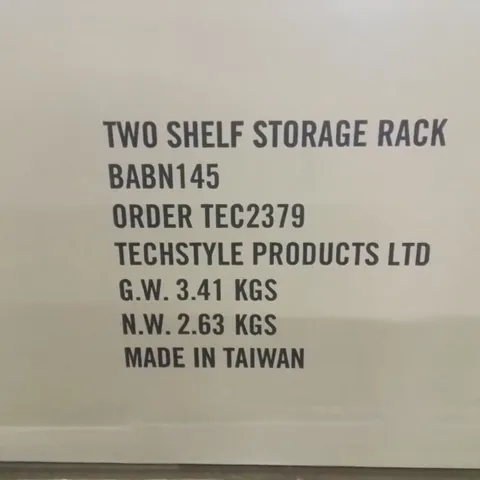 TWO SHELF STORAGE RACK
BABN145
ORDER TEC2379
TECHSTYLE PRODUCTS LTD
G.W. 3.41 KGS
N.W. 2.63 KGS
MADE IN TAIWAN